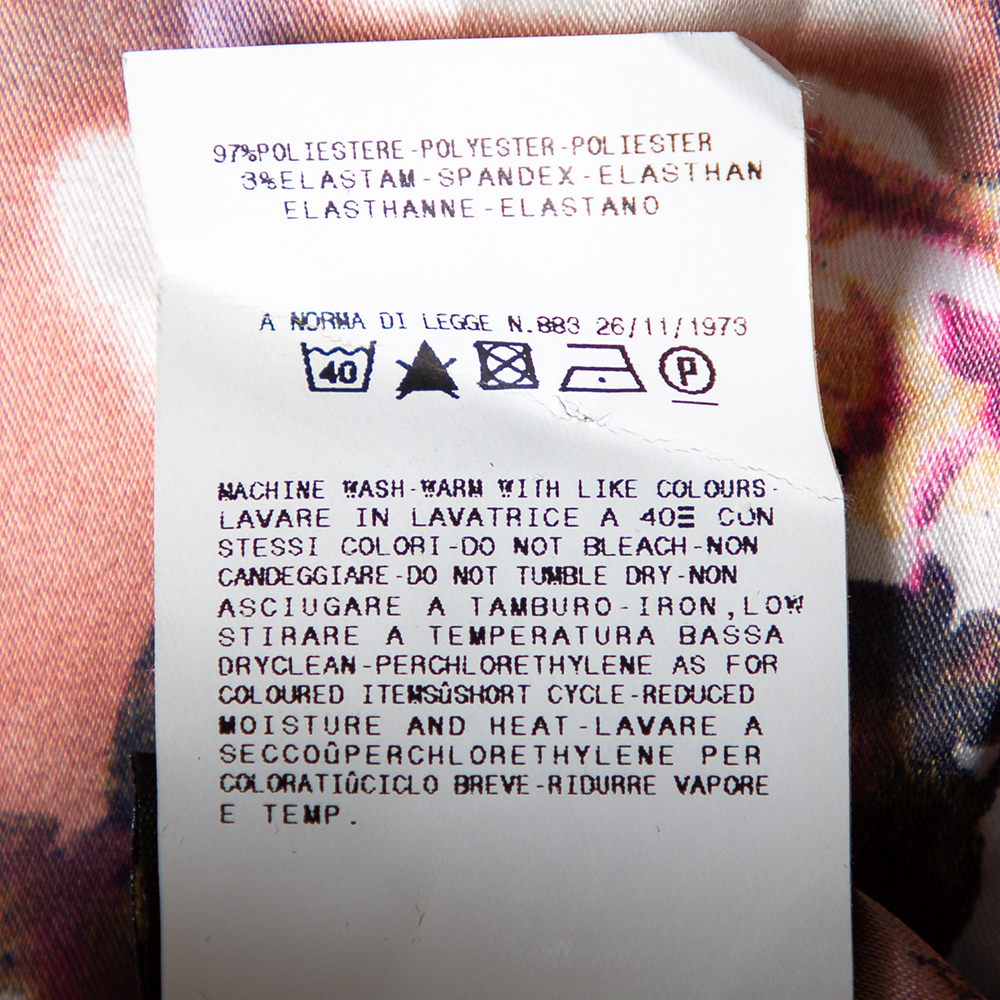 97%POLIESTERE-POLYESTER-POLIESTER
3%ELASTAM-SPANDEX-ELASTHAN
ELASTHANNE-ELASTANO
A NORMA DI LEGGE N.883 26/11/1973
40 P
MACHINE WASH-WARM WITH LIKE COLOURS-
LAVARE IN LAVATRICE A 40Ξ CON
STESSI COLORI-DO NOT BLEACH-NON
CANDEGGIARE-DO NOT TUMBLE DRY-NON
ASCIUGARE A TAMBURO-IRON,LOW
STIRARE A TEMPERATURA BASSA
DRYCLEAN-PERCHLORETHYLENE AS FOR
COLOURED ITEMSûSHORT CYCLE-REDUCED
MOISTURE AND HEAT-LAVARE A
SECCOûPERCHLORETHYLENE PER
COLORATIûCICLO BREVE-RIDURRE VAPORE
E TEMP.